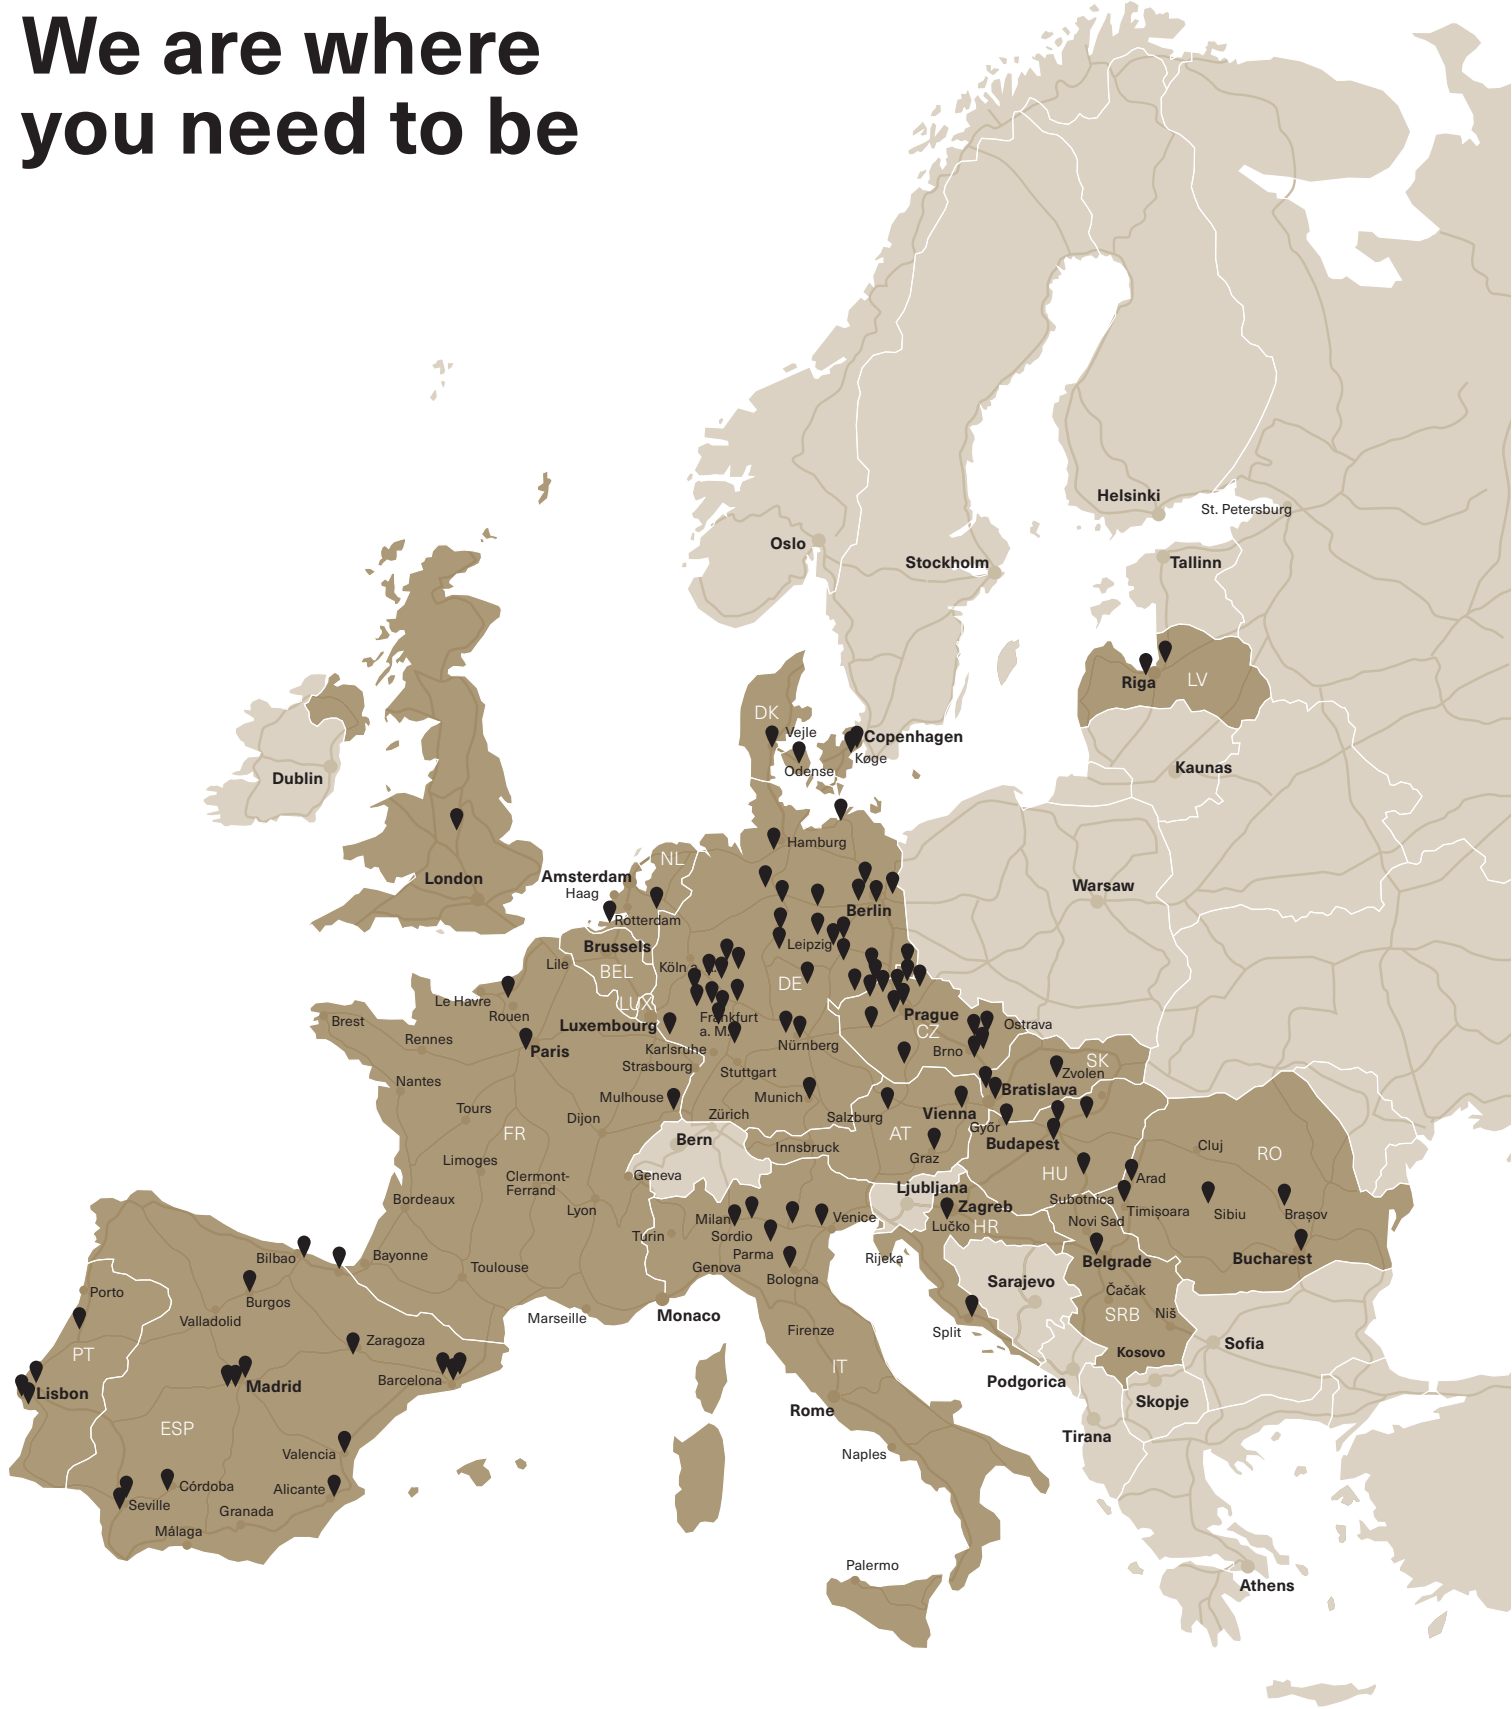 We are where
you need to be
Helsinki
St. Petersburg
Oslo
Stockholm
Tallinn
Riga
LV
DK
Vejle
Copenhagen
Køge
Odense
Kaunas
Dublin
Hamburg
NL
London
Amsterdam
Haag
Rotterdam
Berlin
Warsaw
Brussels
Leipzig
Lile
BEL
Köln a.
DE
Le Havre
LUX
Rouen
Frankfurt
a. M.
Prague
Brest
Luxembourg
Ostrava
CZ
Rennes
Nürnberg
Karlsruhe
Paris
Brno
SK
Strasbourg
Stuttgart
Zvolen
Nantes
Mulhouse
Munich
Bratislava
Tours
Zürich
Salzburg
Vienna
Dijon
Győr
FR
Bern
AT
Innsbruck
Budapest
Cluj
RO
Limoges
Graz
HU
Clermont-
Ferrand
Geneva
Arad
Ljubljana
Bordeaux
Subotnica
Lyon
Zagreb
Timișoara
Sibiu
Brașov
Milan
Venice
Lučko
HR
Novi Sad
Turin
Sordio
Bilbao
Bayonne
Parma
Rijeka
Belgrade
Bucharest
Toulouse
Genova
Bologna
Sarajevo
Porto
Burgos
Čačak
Valladolid
Marseille
Monaco
SRB
Niš
Zaragoza
Firenze
Split
Sofia
PT
IT
Kosovo
Barcelona
Lisbon
Madrid
Podgorica
Skopje
Rome
ESP
Tirana
Valencia
Naples
Córdoba
Alicante
Seville
Granada
Málaga
Palermo
Athens